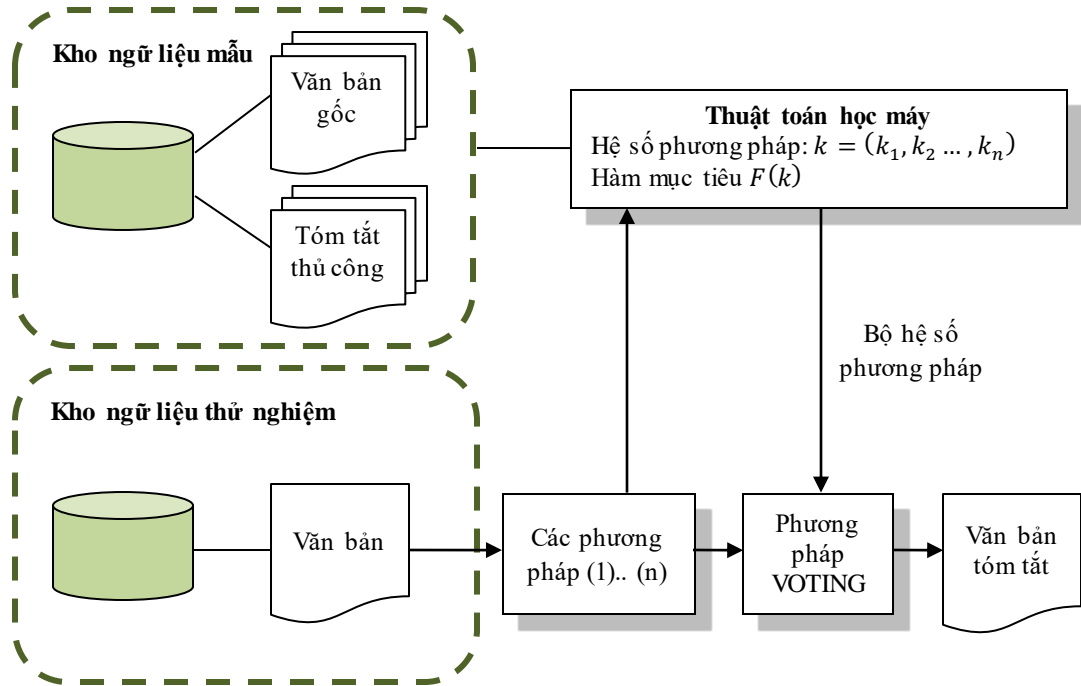 Kho ngữ liệu mẫu
Văn bản
gốc
Tóm tắt
thủ công
Thuật toán học máy
Hệ số phương pháp: k = (k₁, k₂ … , kₙ)
Hàm mục tiêu F(k)
Bộ hệ số
phương pháp
Kho ngữ liệu thử nghiệm
Văn bản
Các phương
pháp (1).. (n)
Phương
pháp
VOTING
Văn bản
tóm tắt